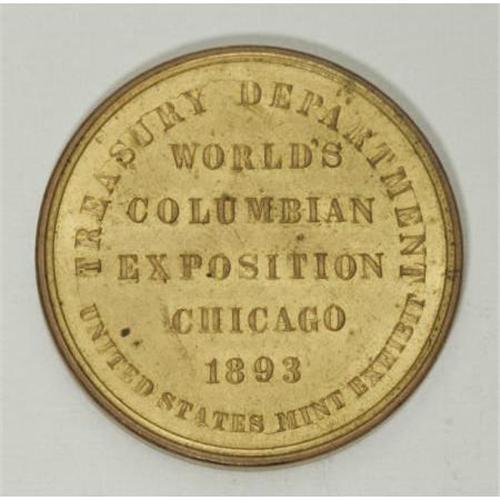 TREASURY DEPARTMENT
WORLD'S
COLUMBIAN
EXPOSITION
CHICAGO
1893
UNITED STATES MINT EXHIBIT